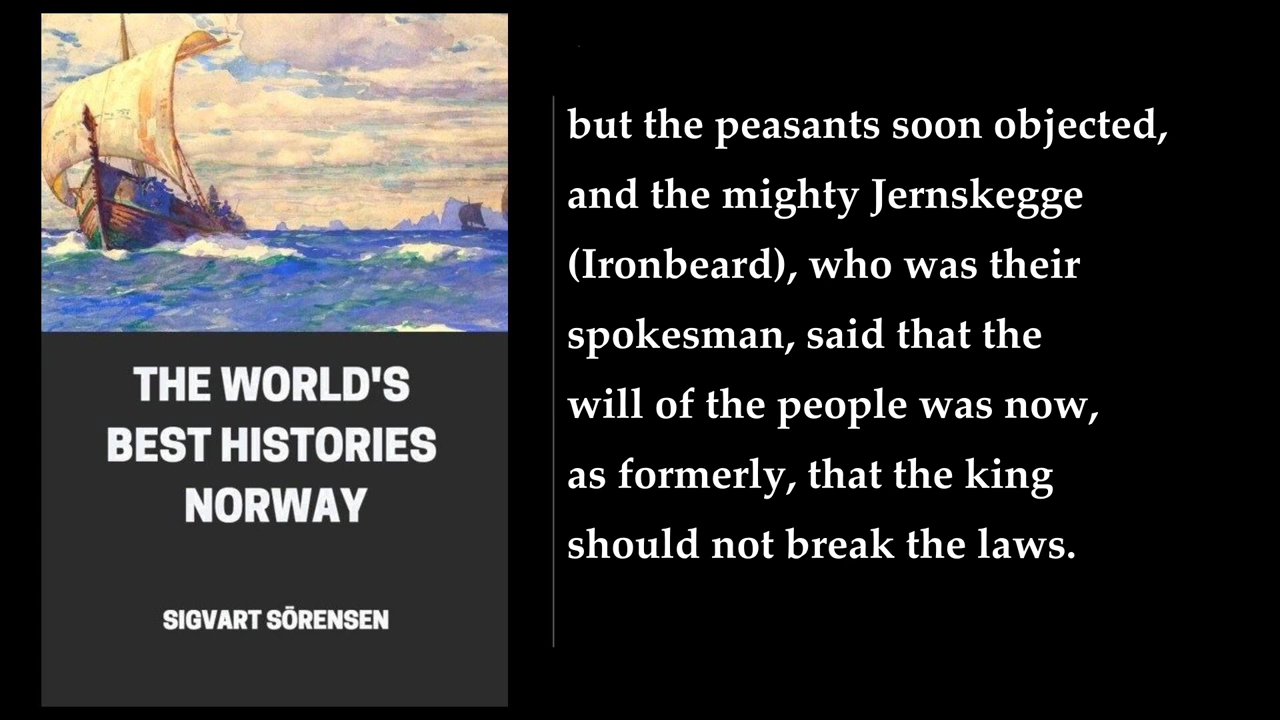 THE WORLD'S
BEST HISTORIES
NORWAY
SIGVART SÖRENSEN
but the peasants soon objected,
and the mighty Jernskegge
(Ironbeard), who was their
spokesman, said that the
will of the people was now,
as formerly, that the king
should not break the laws.